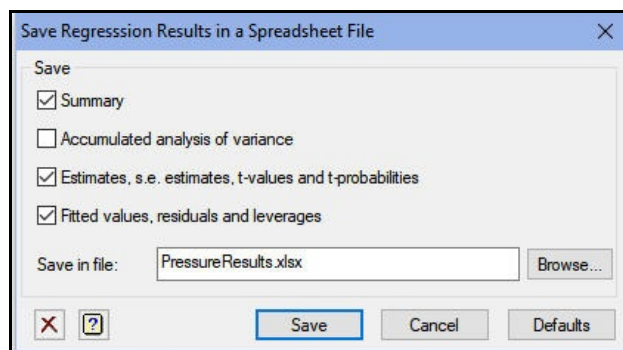 Save Regresssion Results in a Spreadsheet File
Save
Summary
Accumulated analysis of variance
Estimates, s.e. estimates, t-values and t-probabilities
Fitted values, residuals and leverages
Save in file: PressureResults.xlsx Browse...
Save Cancel Defaults